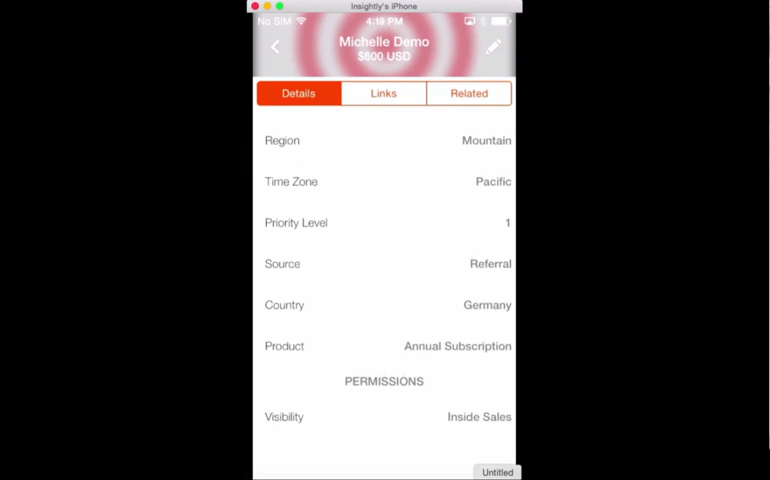 Insightly's iPhone
No SIM 4:19 PM
Michelle Demo
$600 USD
Details Links Related
Region Mountain
Time Zone Pacific
Priority Level 1
Source Referral
Country Germany
Product Annual Subscription
PERMISSIONS
Visibility Inside Sales
Untitled